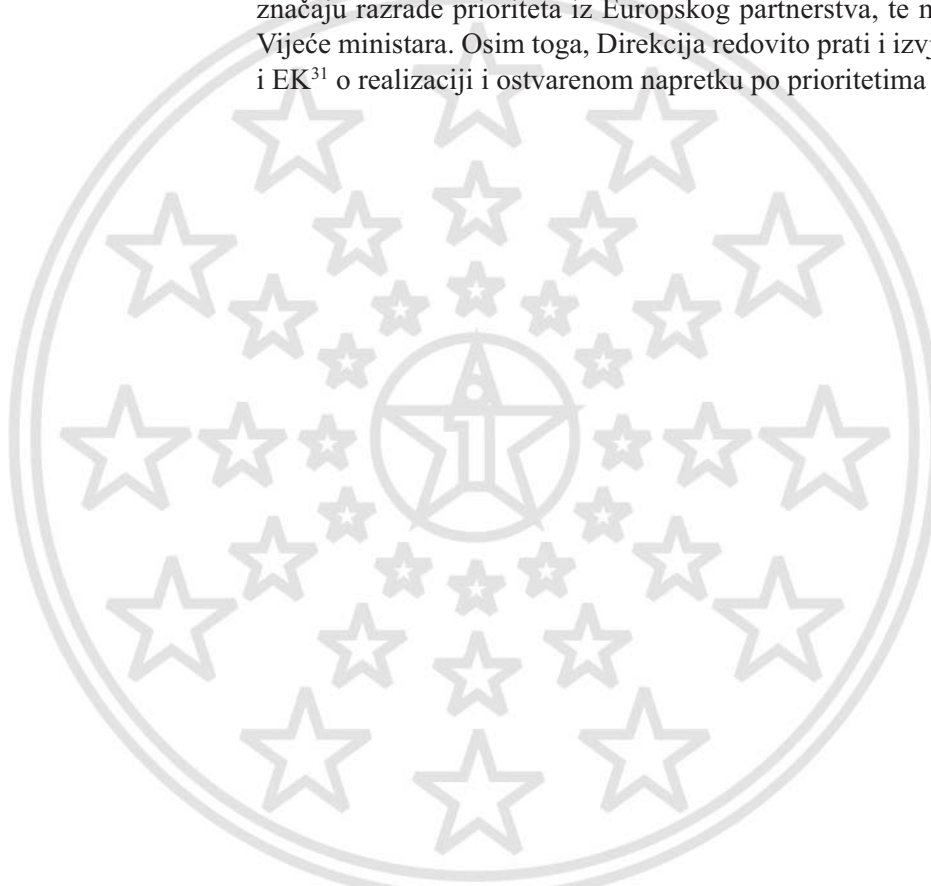 značaju razrade prioriteta iz Europskog partnerstva, te
Vijeće ministara. Osim toga, Direkcija redovito prati i
i EK³¹ o realizaciji i ostvarenom napretku po prioritetima
1